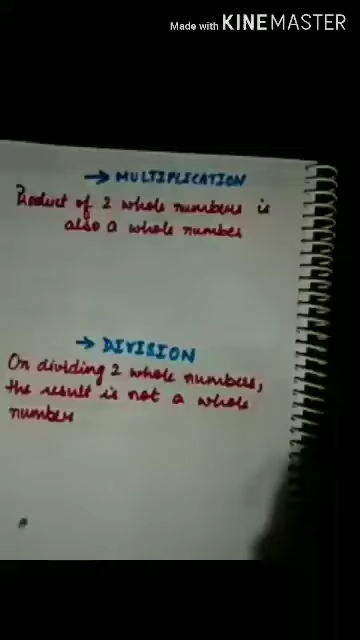 Made with KINEMASTER
→ MULTIPLICATION
Product of 2 whole numbers is
also a whole number
→ DIVISION
On dividing 2 whole numbers,
the result is not a whole
number